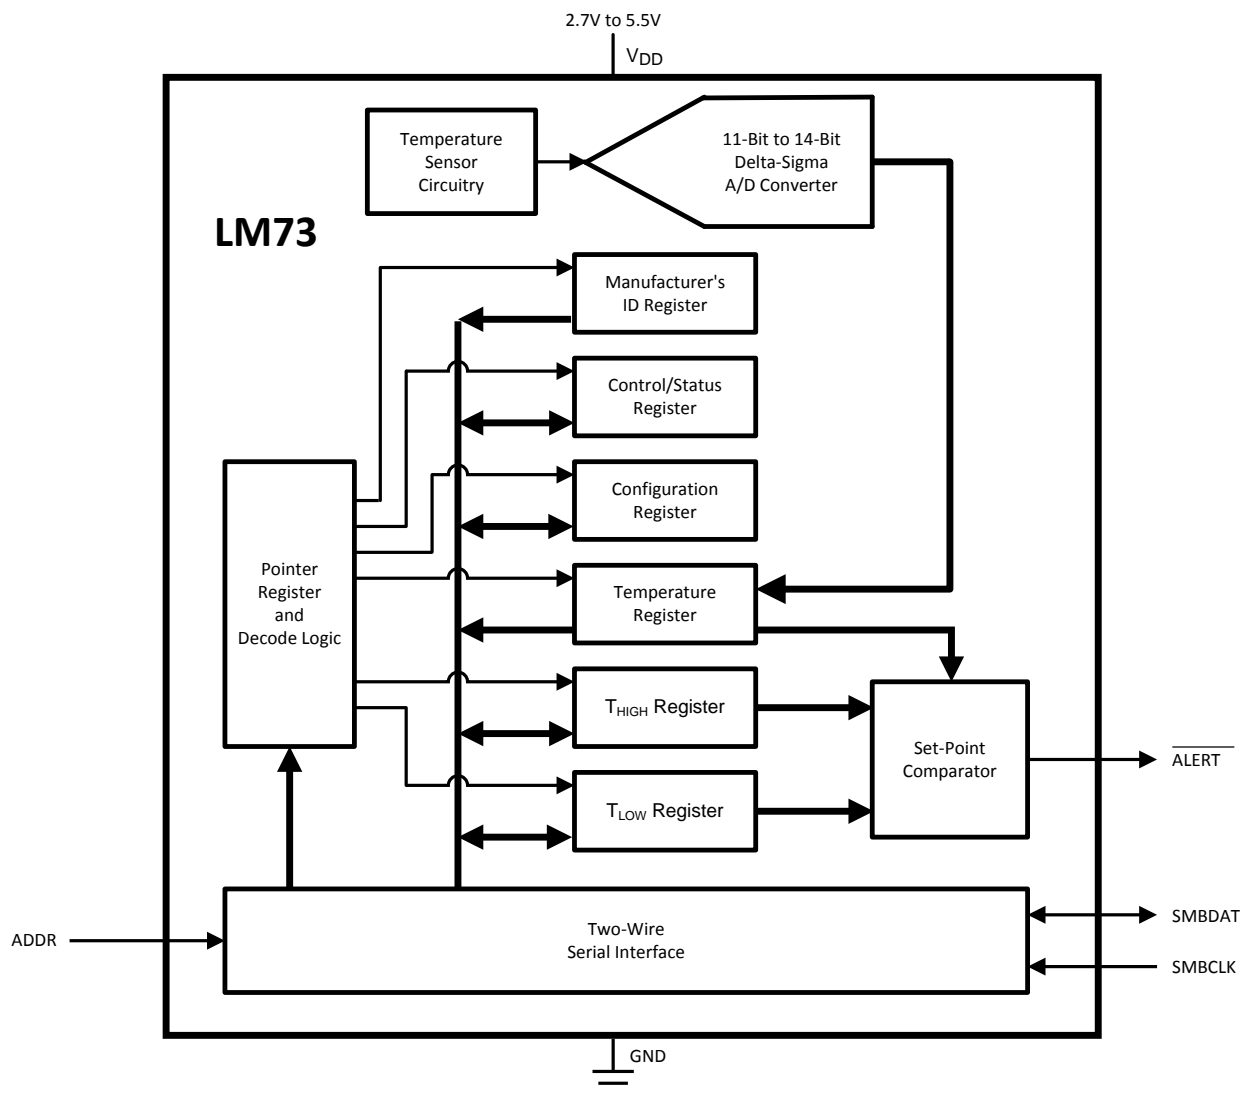 2.7V to 5.5V
VDD
Temperature
Sensor
Circuitry
11-Bit to 14-Bit
Delta-Sigma
A/D Converter
LM73
Manufacturer's
ID Register
Control/Status
Register
Configuration
Register
Pointer
Register
and
Decode Logic
Temperature
Register
THIGH Register
Set-Point
Comparator
ALERT
TLOW Register
Two-Wire
Serial Interface
ADDR
SMBDAT
SMBCLK
GND